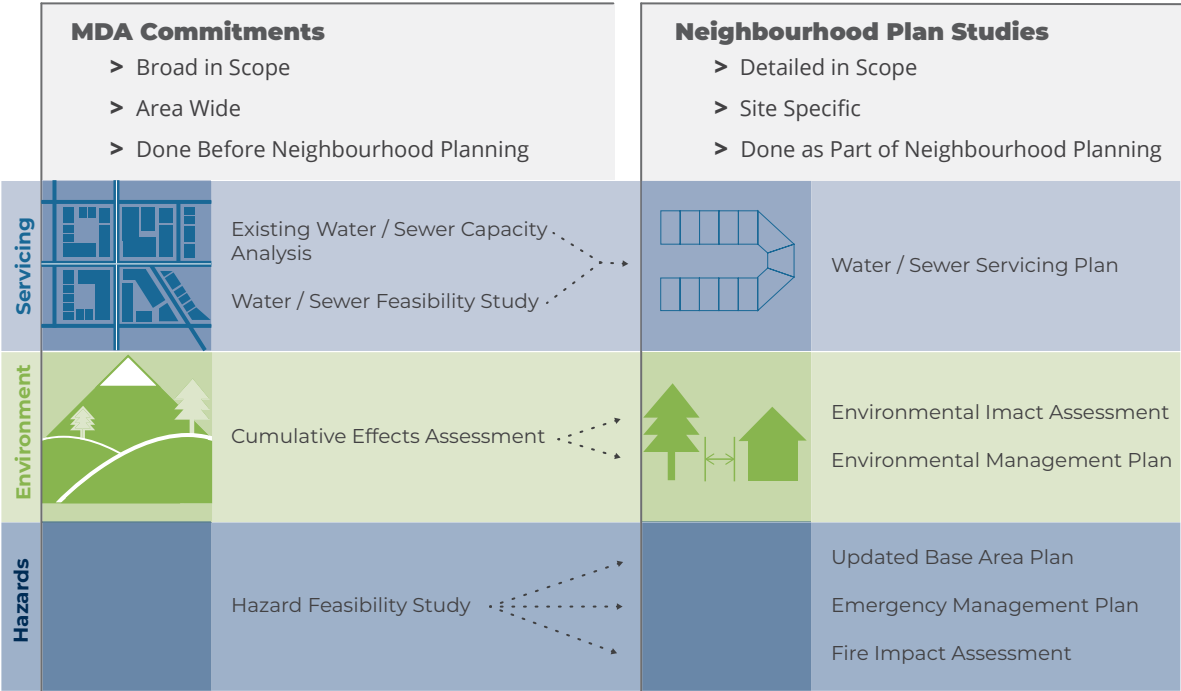 MDA Commitments
> Broad in Scope
> Area Wide
> Done Before Neighbourhood Planning
Neighbourhood Plan Studies
> Detailed in Scope
> Site Specific
> Done as Part of Neighbourhood Planning
Servicing
Existing Water / Sewer Capacity
Analysis
Water / Sewer Feasibility Study
Water / Sewer Servicing Plan
Environment
Cumulative Effects Assessment
Environmental Imact Assessment
Environmental Management Plan
Hazards
Hazard Feasibility Study
Updated Base Area Plan
Emergency Management Plan
Fire Impact Assessment